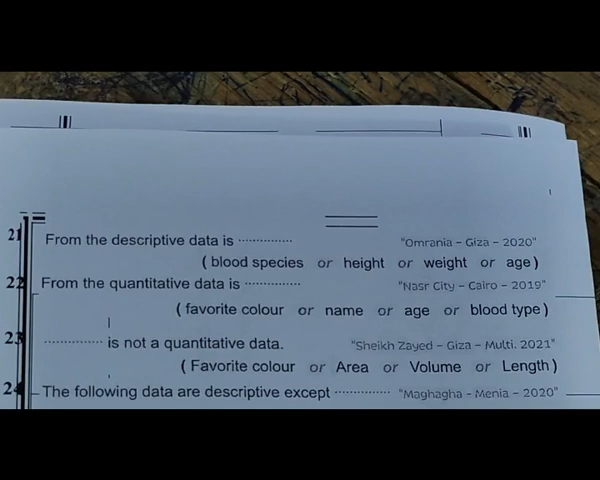 21 From the descriptive data is .............. "Omrania - Giza - 2020"
( blood species or height or weight or age )
22 From the quantitative data is .............. "Nasr City - Cairo - 2019"
( favorite colour or name or age or blood type )
23 .............. is not a quantitative data. "Sheikh Zayed - Giza - Multi. 2021"
( Favorite colour or Area or Volume or Length )
24 The following data are descriptive except .............. "Maghagha - Menia - 2020"